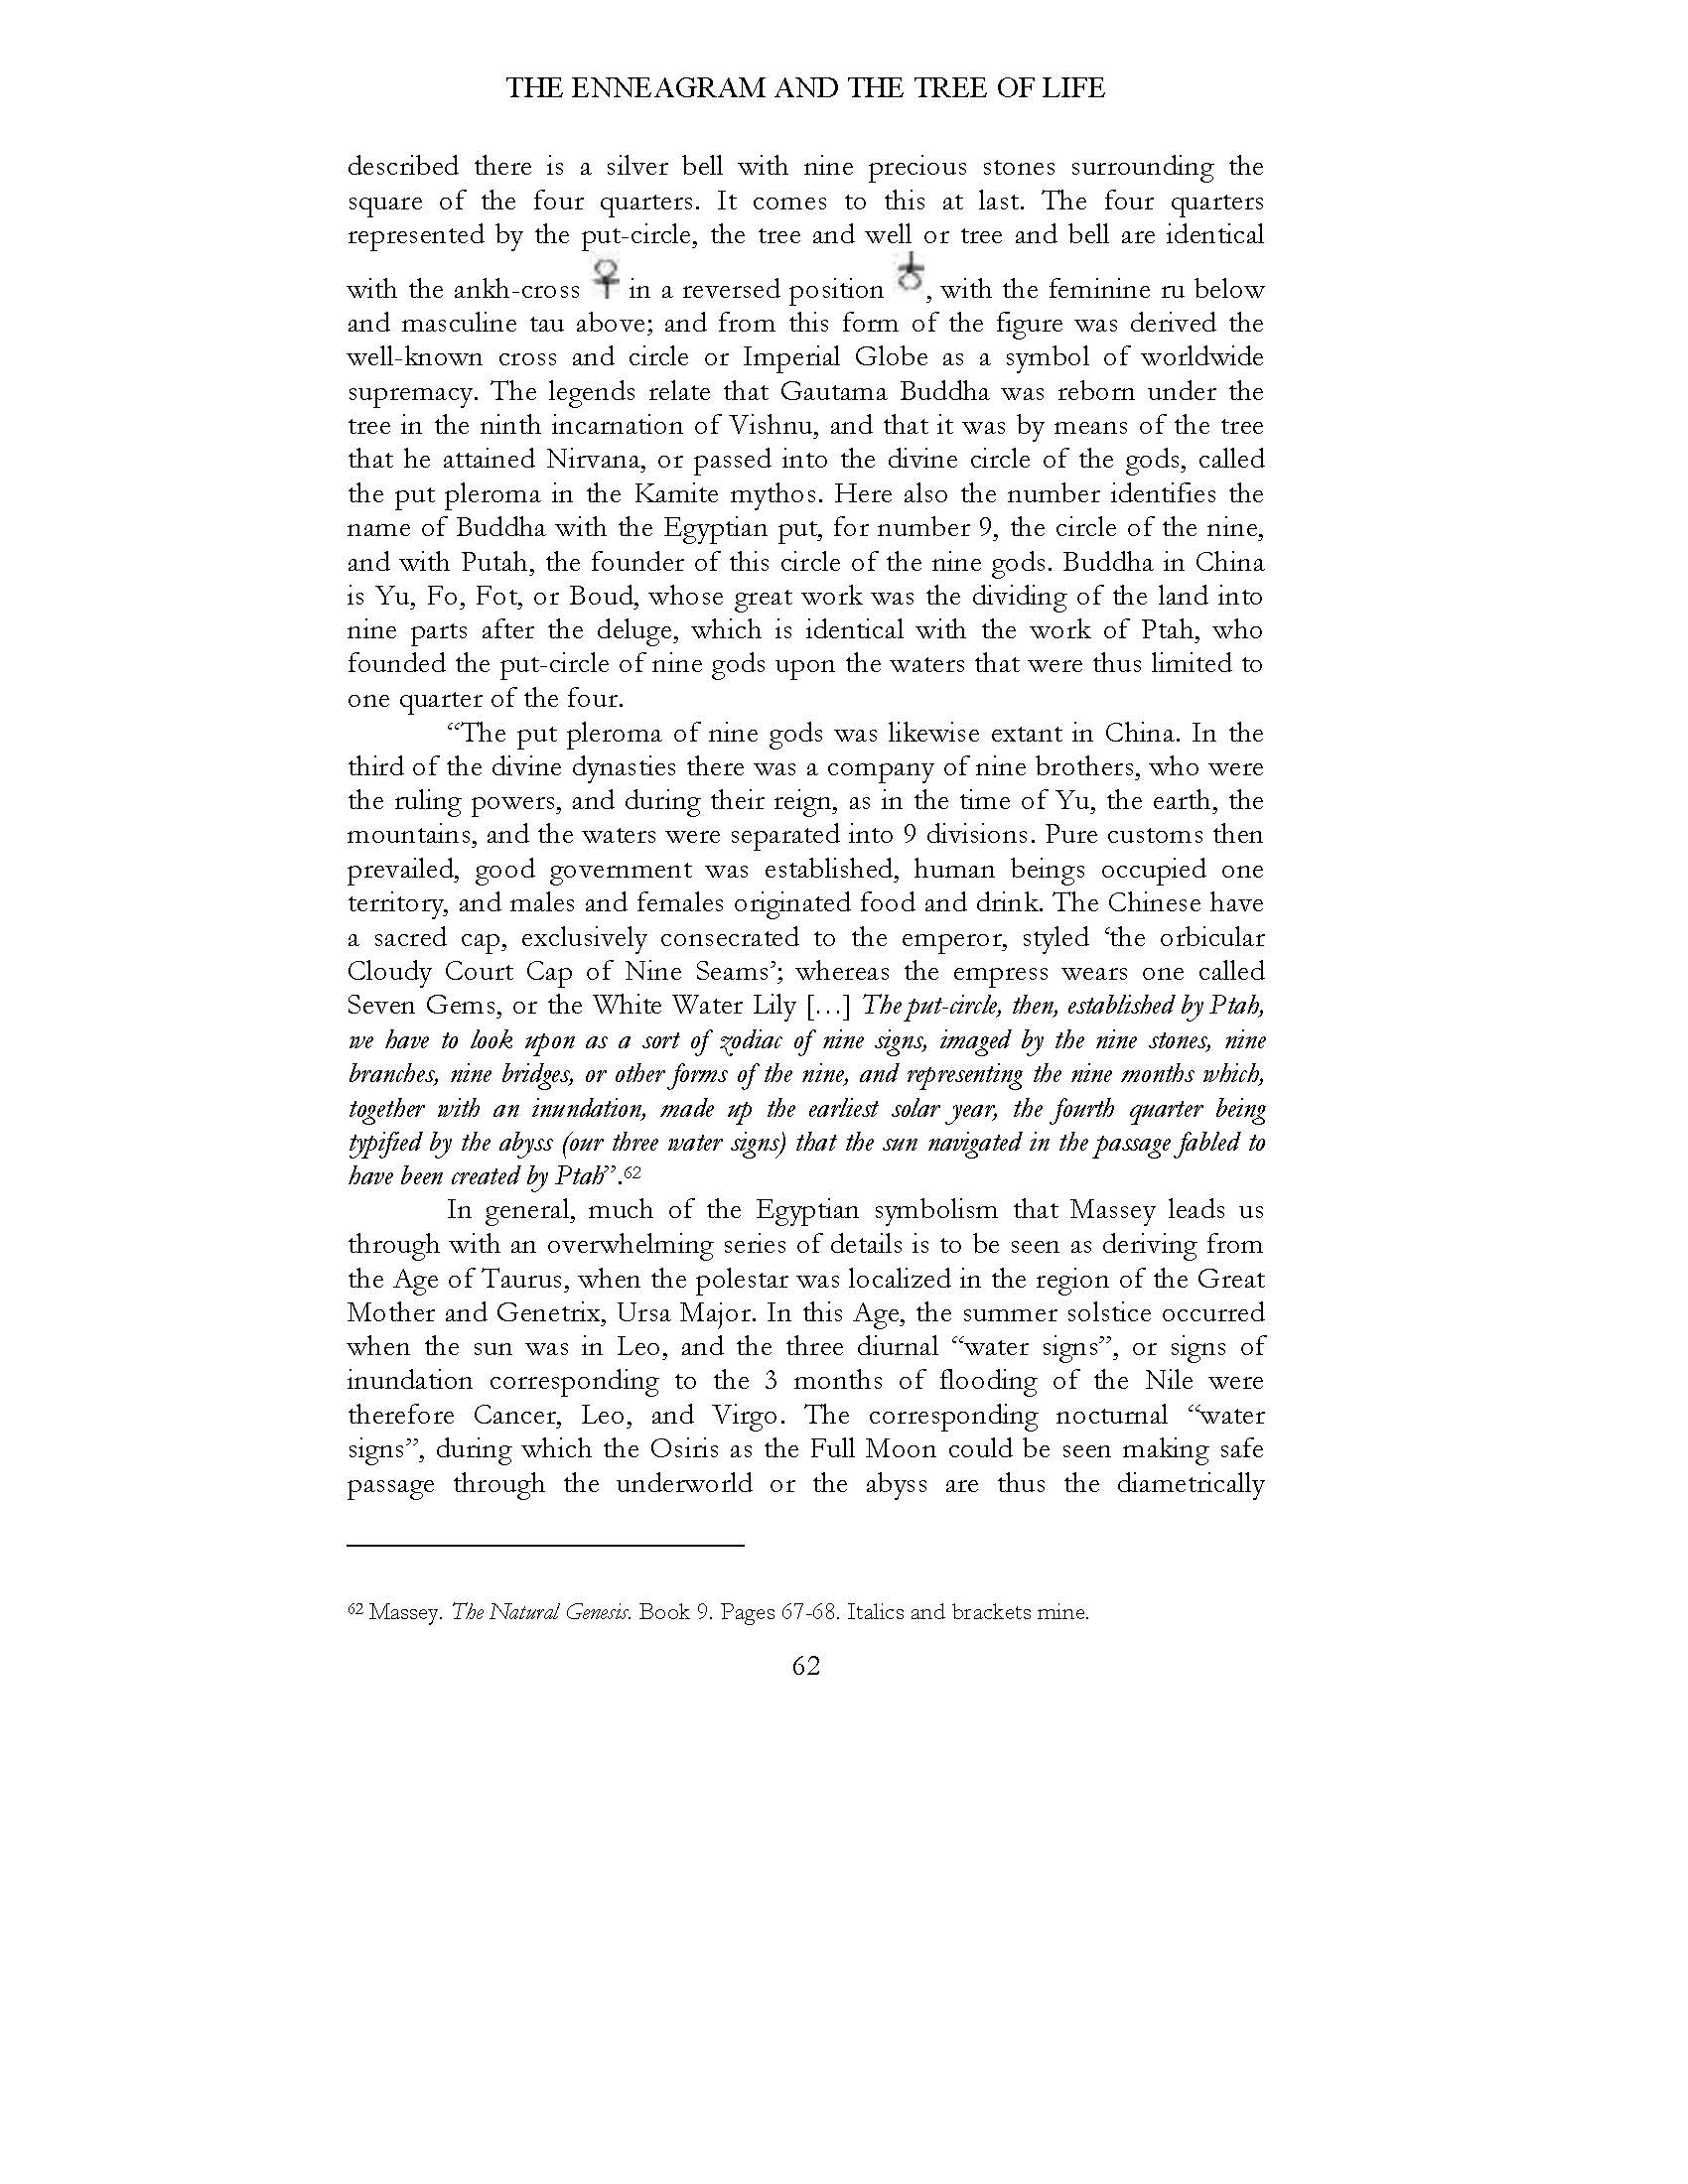 THE ENNEAGRAM AND THE TREE OF LIFE
described there is a silver bell with nine precious stones surrounding the
square of the four quarters. It comes to this at last. The four quarters
represented by the put-circle, the tree and well or tree and bell are identical
with the ankh-cross ♀ in a reversed position ♁, with the feminine ru below
and masculine tau above; and from this form of the figure was derived the
well-known cross and circle or Imperial Globe as a symbol of worldwide
supremacy. The legends relate that Gautama Buddha was reborn under the
tree in the ninth incarnation of Vishnu, and that it was by means of the tree
that he attained Nirvana, or passed into the divine circle of the gods, called
the put pleroma in the Kamite mythos. Here also the number identifies the
name of Buddha with the Egyptian put, for number 9, the circle of the nine,
and with Putah, the founder of this circle of the nine gods. Buddha in China
is Yu, Fo, Fot, or Boud, whose great work was the dividing of the land into
nine parts after the deluge, which is identical with the work of Ptah, who
founded the put-circle of nine gods upon the waters that were thus limited to
one quarter of the four.
“The put pleroma of nine gods was likewise extant in China. In the
third of the divine dynasties there was a company of nine brothers, who were
the ruling powers, and during their reign, as in the time of Yu, the earth, the
mountains, and the waters were separated into 9 divisions. Pure customs then
prevailed, good government was established, human beings occupied one
territory, and males and females originated food and drink. The Chinese have
a sacred cap, exclusively consecrated to the emperor, styled ‘the orbicular
Cloudy Court Cap of Nine Seams’; whereas the empress wears one called
Seven Gems, or the White Water Lily […] The put-circle, then, established by Ptah,
we have to look upon as a sort of zodiac of nine signs, imaged by the nine stones, nine
branches, nine bridges, or other forms of the nine, and representing the nine months which,
together with an inundation, made up the earliest solar year, the fourth quarter being
typified by the abyss (our three water signs) that the sun navigated in the passage fabled to
have been created by Ptah”.62
In general, much of the Egyptian symbolism that Massey leads us
through with an overwhelming series of details is to be seen as deriving from
the Age of Taurus, when the polestar was localized in the region of the Great
Mother and Genetrix, Ursa Major. In this Age, the summer solstice occurred
when the sun was in Leo, and the three diurnal “water signs”, or signs of
inundation corresponding to the 3 months of flooding of the Nile were
therefore Cancer, Leo, and Virgo. The corresponding nocturnal “water
signs”, during which the Osiris as the Full Moon could be seen making safe
passage through the underworld or the abyss are thus the diametrically
62 Massey. The Natural Genesis. Book 9. Pages 67-68. Italics and brackets mine.
62